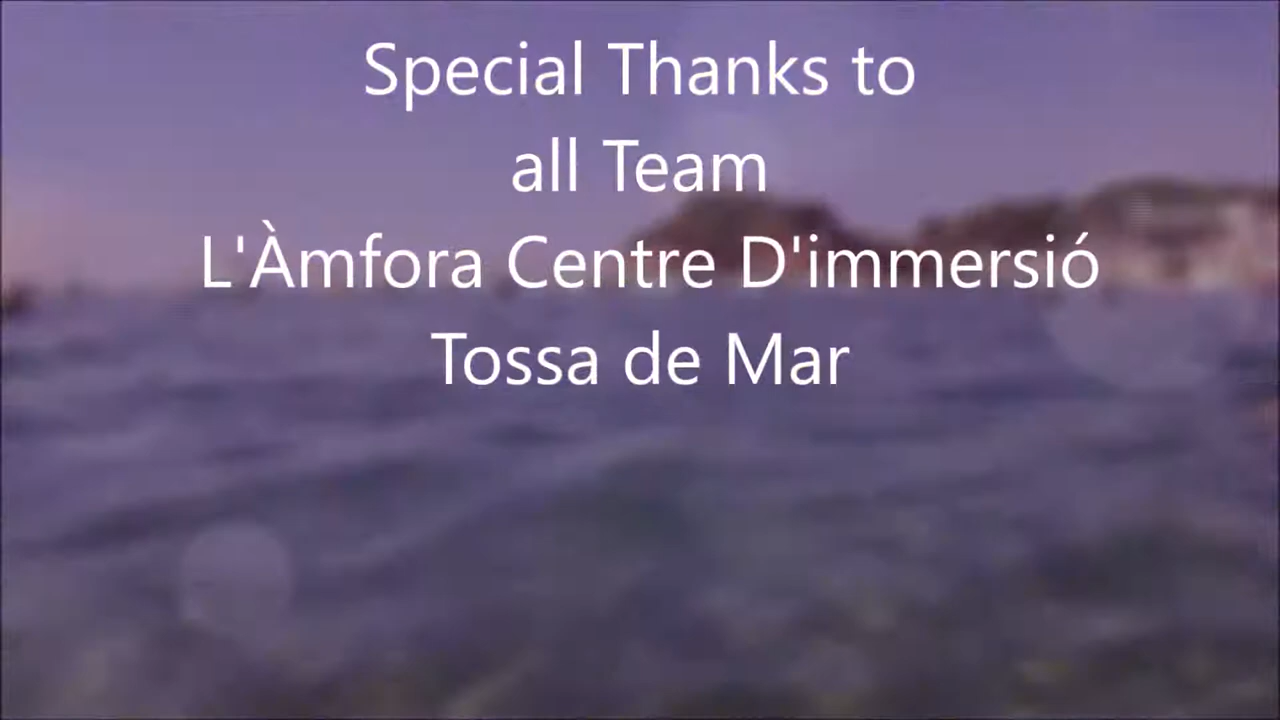 Special Thanks to
all Team
L'Àmfora Centre D'immersió
Tossa de Mar